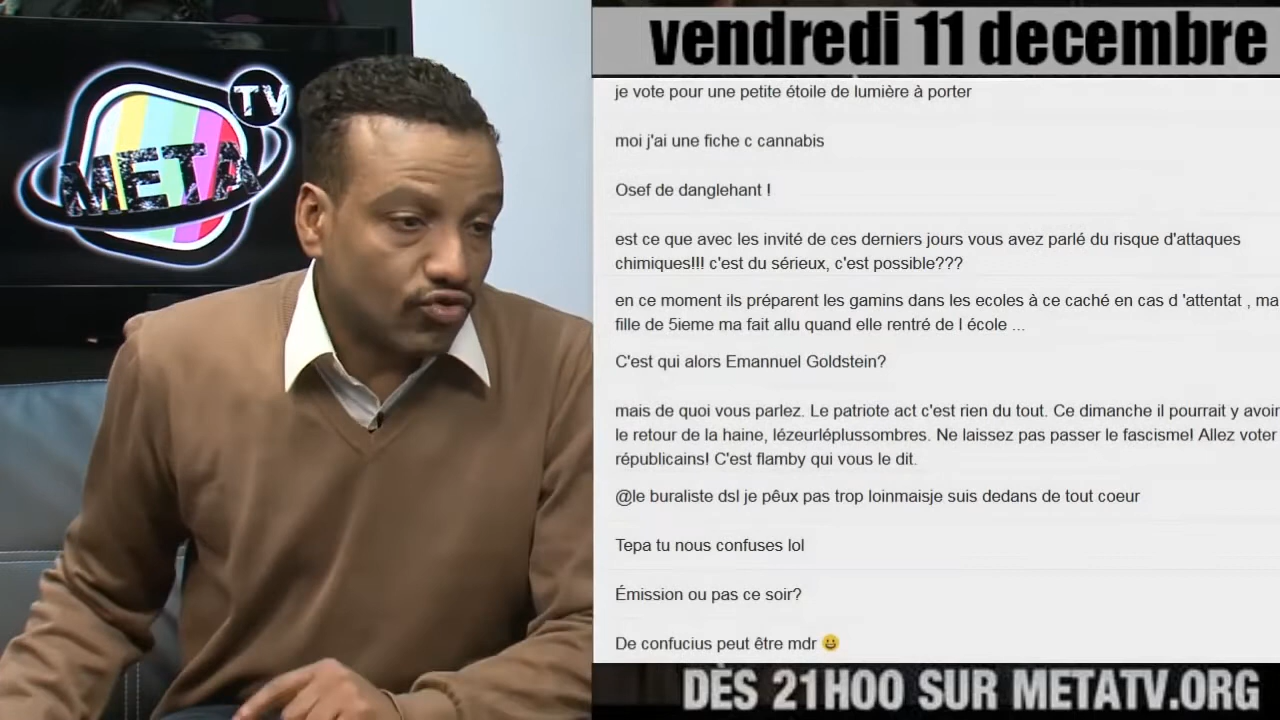 META
TV
vendredi 11 decembre
je vote pour une petite étoile de lumière à porter
moi j'ai une fiche c cannabis
Osef de danglehant !
est ce que avec les invité de ces derniers jours vous avez parlé du risque d'attaques
chimiques!!! c'est du sérieux, c'est possible???
en ce moment ils préparent les gamins dans les ecoles à ce caché en cas d 'attentat , ma
fille de 5ieme ma fait allu quand elle rentré de l école ...
C'est qui alors Emannuel Goldstein?
mais de quoi vous parlez. Le patriote act c'est rien du tout. Ce dimanche il pourrait y avoir
le retour de la haine, lézeurléplussombres. Ne laissez pas passer le fascisme! Allez voter
républicains! C'est flamby qui vous le dit.
@le buraliste dsl je pêux pas trop loinmaisje suis dedans de tout coeur
Tepa tu nous confuses lol
Émission ou pas ce soir?
De confucius peut être mdr 😀
DÈS 21H00 SUR METATV.ORG